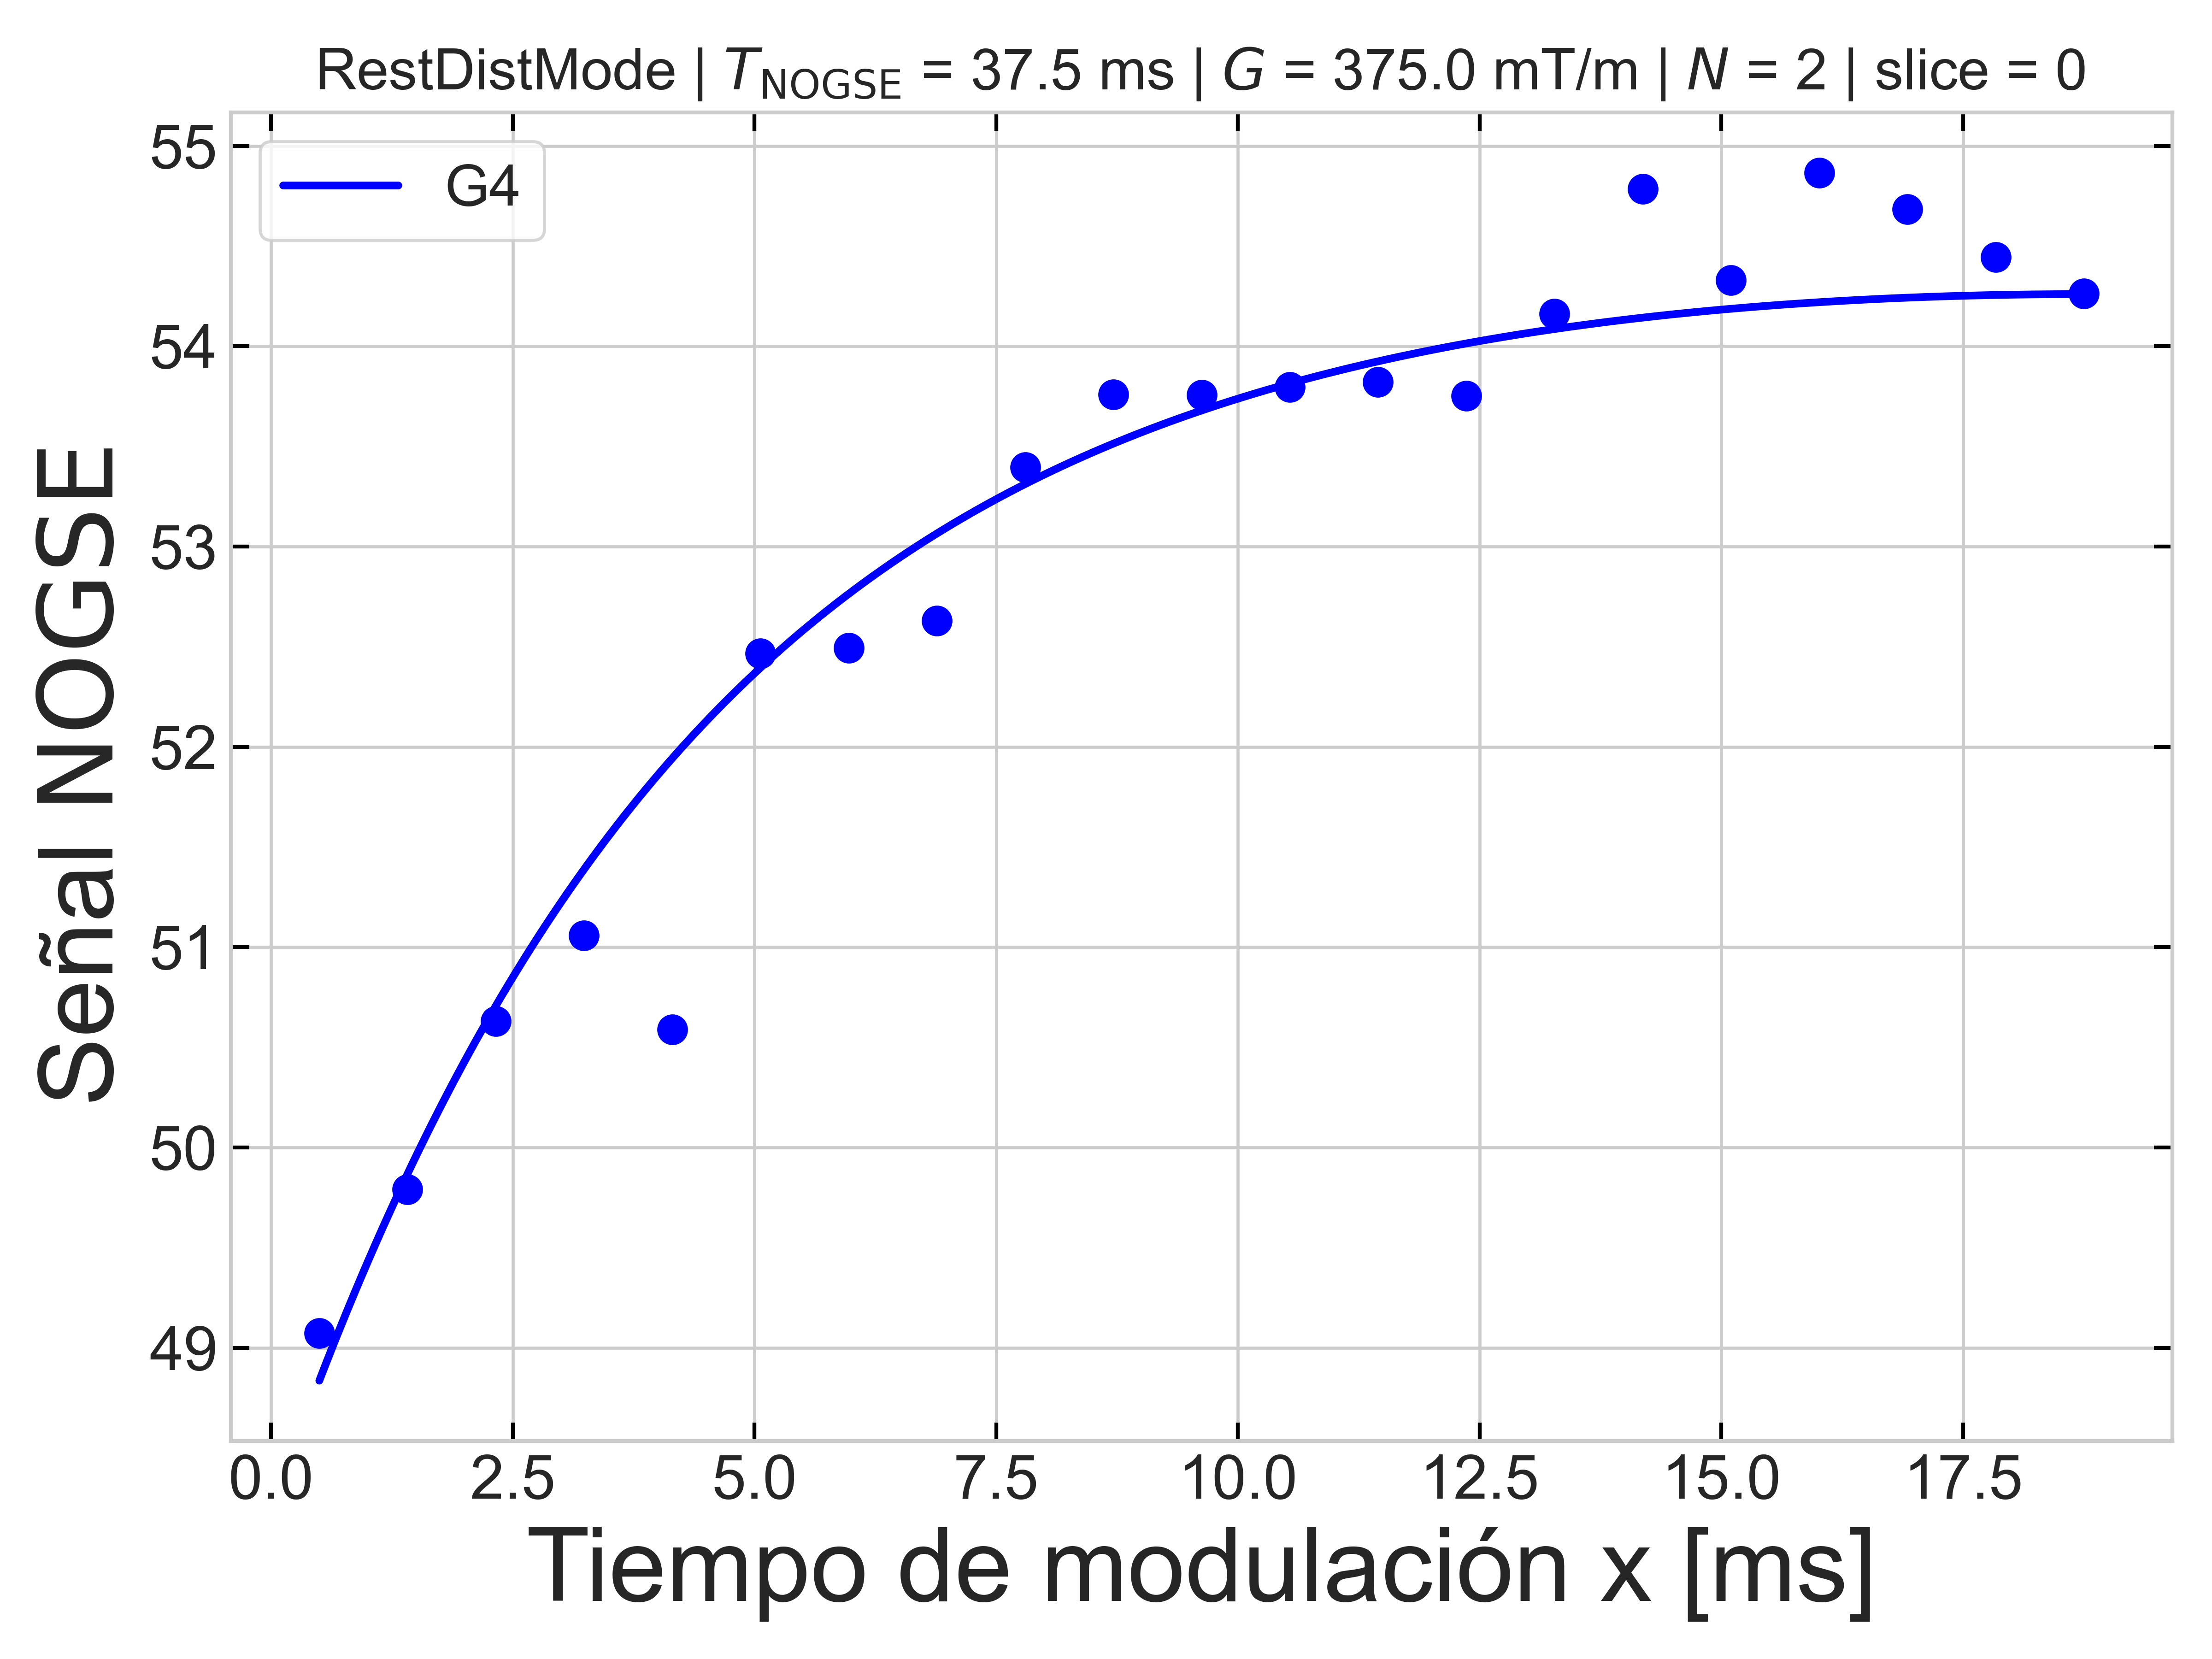 RestDistMode | T_NOGSE = 37.5 ms | G = 375.0 mT/m | N = 2 | slice = 0
G4
55
54
53
52
51
50
49
Señal NOGSE
0.0 2.5 5.0 7.5 10.0 12.5 15.0 17.5
Tiempo de modulación x [ms]